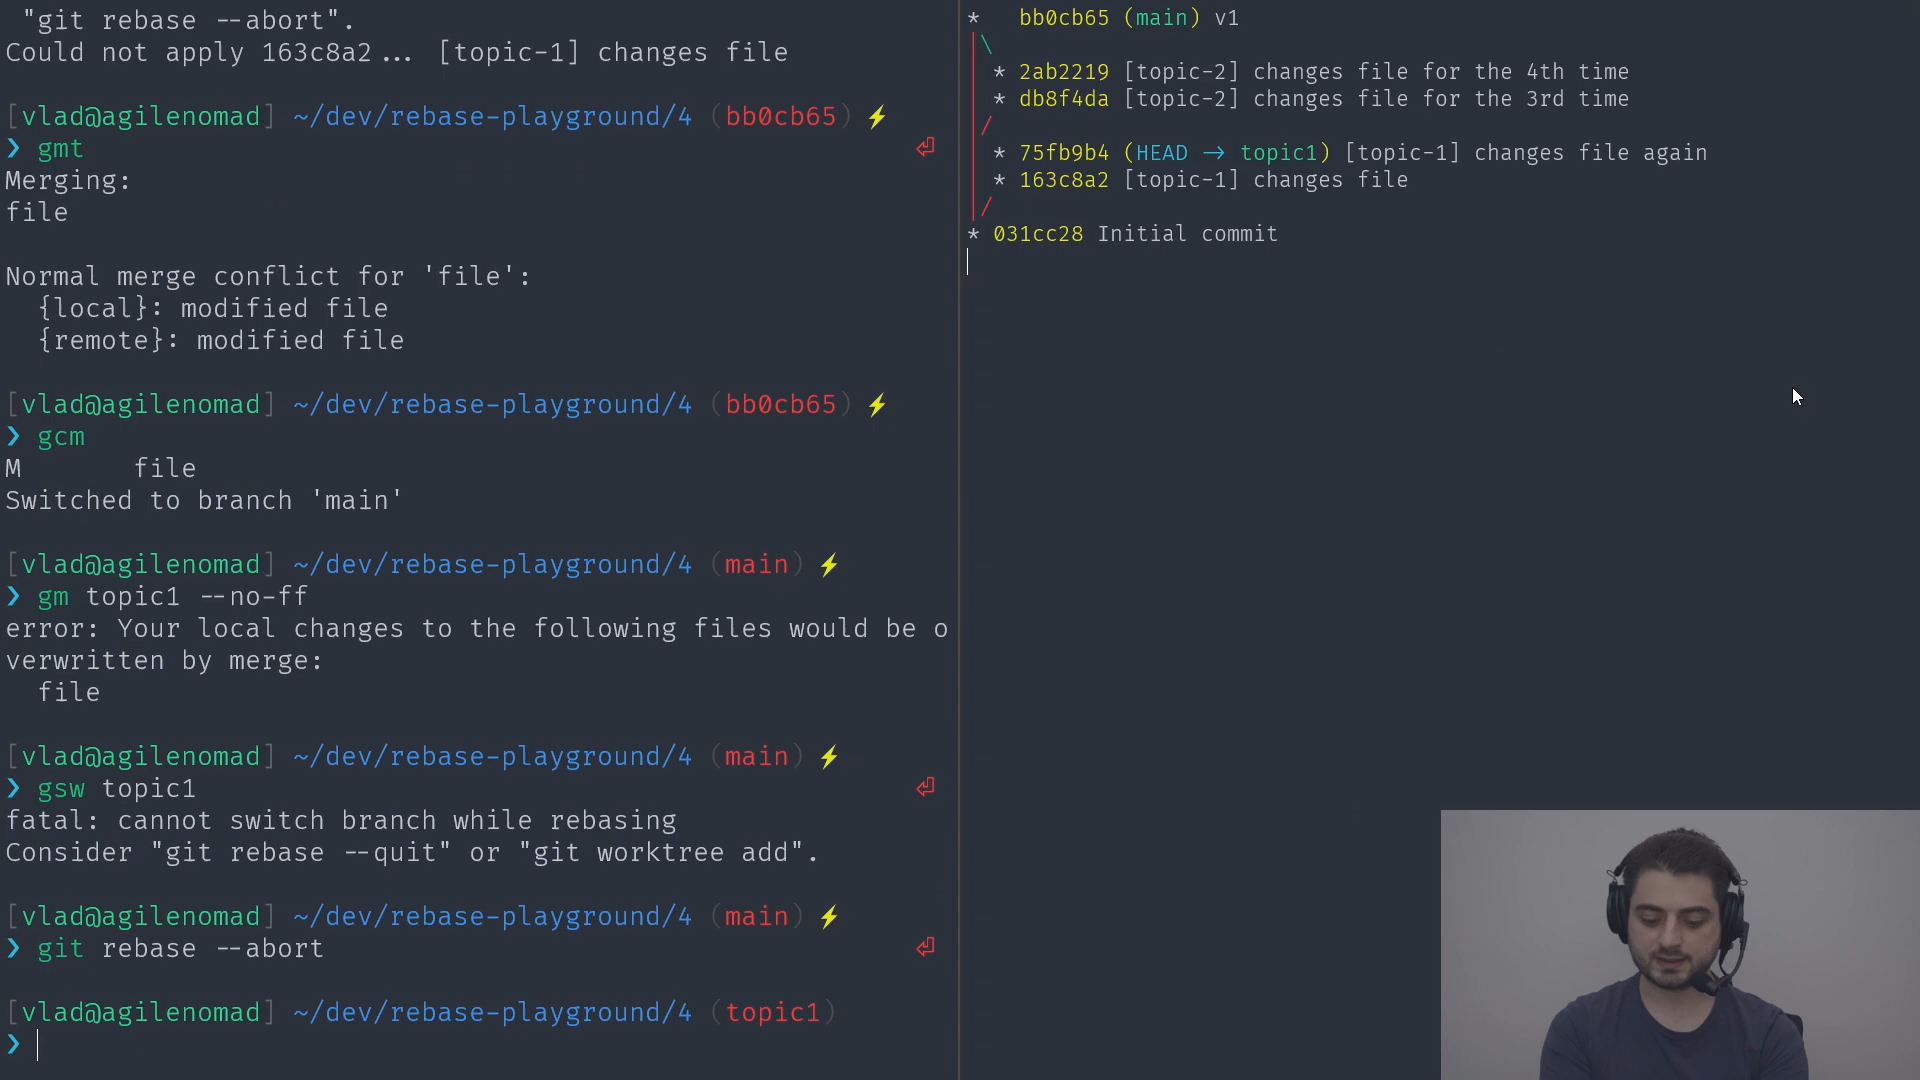 "git rebase --abort".
Could not apply 163c8a2... [topic-1] changes file
[vlad@agilenomad] ~/dev/rebase-playground/4 (bb0cb65) ⚡
❯ gmt
Merging:
file
Normal merge conflict for 'file':
{local}: modified file
{remote}: modified file
[vlad@agilenomad] ~/dev/rebase-playground/4 (bb0cb65) ⚡
❯ gcm
M       file
Switched to branch 'main'
[vlad@agilenomad] ~/dev/rebase-playground/4 (main) ⚡
❯ gm topic1 --no-ff
error: Your local changes to the following files would be o
verwritten by merge:
file
[vlad@agilenomad] ~/dev/rebase-playground/4 (main) ⚡
❯ gsw topic1
fatal: cannot switch branch while rebasing
Consider "git rebase --quit" or "git worktree add".
[vlad@agilenomad] ~/dev/rebase-playground/4 (main) ⚡
❯ git rebase --abort
[vlad@agilenomad] ~/dev/rebase-playground/4 (topic1)
❯
*   bb0cb65 (main) v1
|\
| * 2ab2219 [topic-2] changes file for the 4th time
| * db8f4da [topic-2] changes file for the 3rd time
|/
| * 75fb9b4 (HEAD -> topic1) [topic-1] changes file again
| * 163c8a2 [topic-1] changes file
|/
* 031cc28 Initial commit